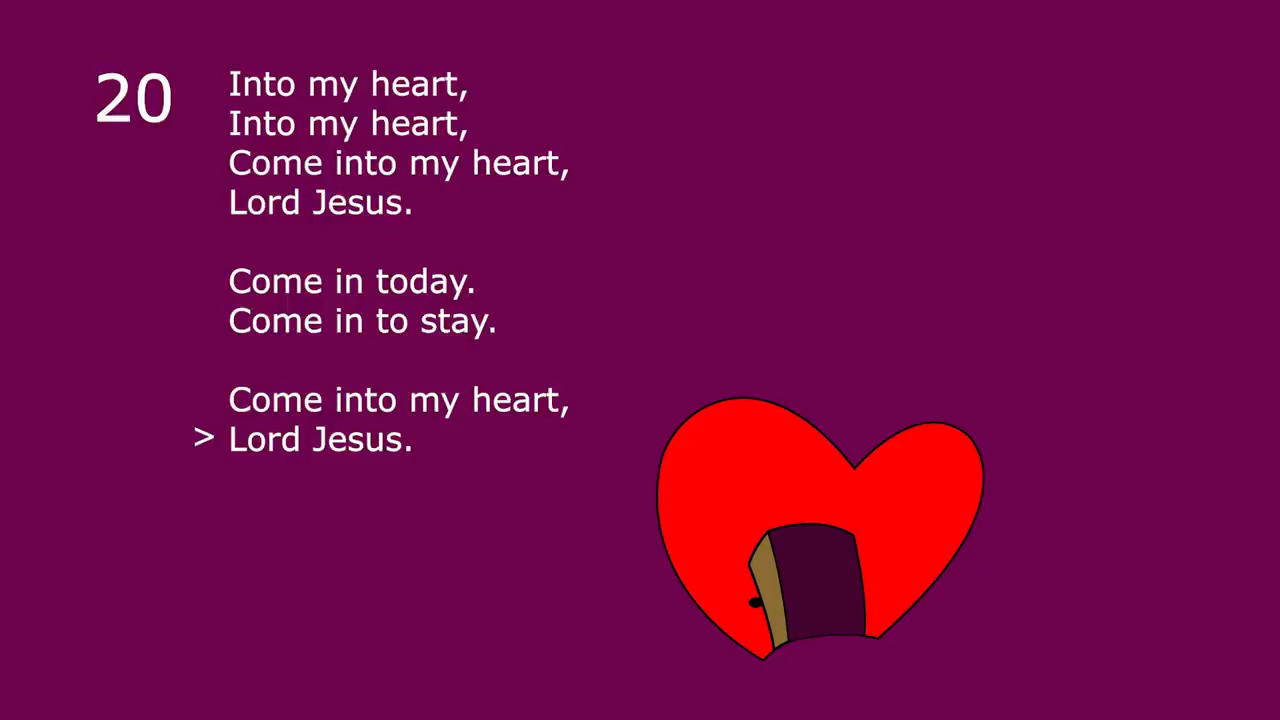 20
Into my heart,
Into my heart,
Come into my heart,
Lord Jesus.
Come in today.
Come in to stay.
Come into my heart,
> Lord Jesus.